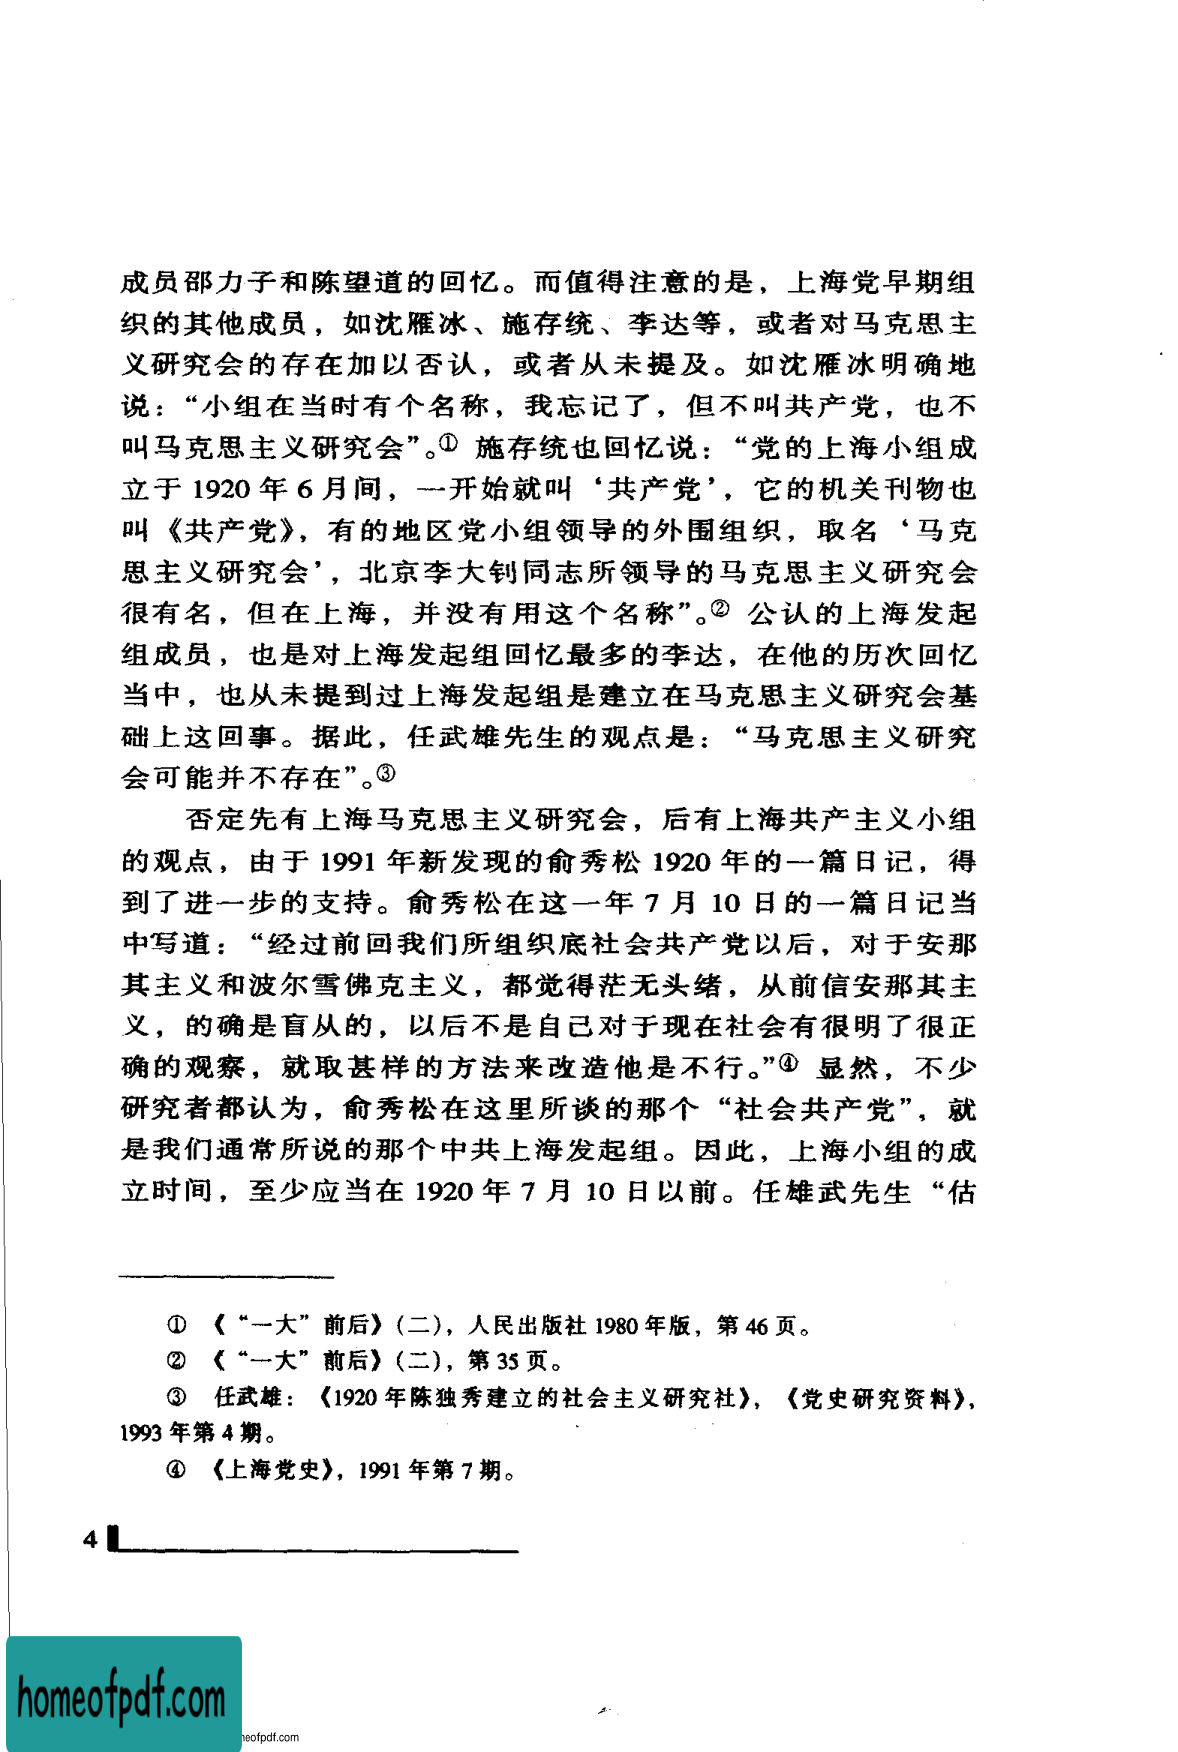 成员邵力子和陈望道的回忆。而值得注意的是，上海党早期组
织的其他成员，如沈雁冰、施存统、李达等，或者对马克思主
义研究会的存在加以否认，或者从未提及。如沈雁冰明确地
说：“小组在当时有个名称，我忘记了，但不叫共产党，也不
叫马克思主义研究会”。① 施存统也回忆说：“党的上海小组成
立于 1920 年 6 月间，一开始就叫‘共产党’，它的机关刊物也
叫《共产党》，有的地区党小组领导的外围组织，取名‘马克
思主义研究会’，北京李大钊同志所领导的马克思主义研究会
很有名，但在上海，并没有用这个名称”。② 公认的上海发起
组成员，也是对上海发起组回忆最多的李达，在他的历次回忆
当中，也从未提到过上海发起组是建立在马克思主义研究会基
础上这回事。据此，任武雄先生的观点是：“马克思主义研究
会可能并不存在”。③
否定先有上海马克思主义研究会，后有上海共产主义小组
的观点，由于 1991 年新发现的俞秀松 1920 年的一篇日记，得
到了进一步的支持。俞秀松在这一年 7 月 10 日的一篇日记当
中写道：“经过前回我们所组织底社会共产党以后，对于安那
其主义和波尔雪佛克主义，都觉得茫无头绪，从前信安那其主
义，的确是盲从的，以后不是自己对于现在社会有很明了很正
确的观察，就取甚样的方法来改造他是不行。”④ 显然，不少
研究者都认为，俞秀松在这里所谈的那个“社会共产党”，就
是我们通常所说的那个中共上海发起组。因此，上海小组的成
立时间，至少应当在 1920 年 7 月 10 日以前。任雄武先生“估
① 《“一大”前后》（二），人民出版社 1980 年版，第 46 页。
② 《“一大”前后》（二），第 35 页。
③ 任武雄：《1920 年陈独秀建立的社会主义研究社》，《党史研究资料》，
1993 年第 4 期。
④ 《上海党史》，1991 年第 7 期。
4
homeofpdf.com
neofpdf.com